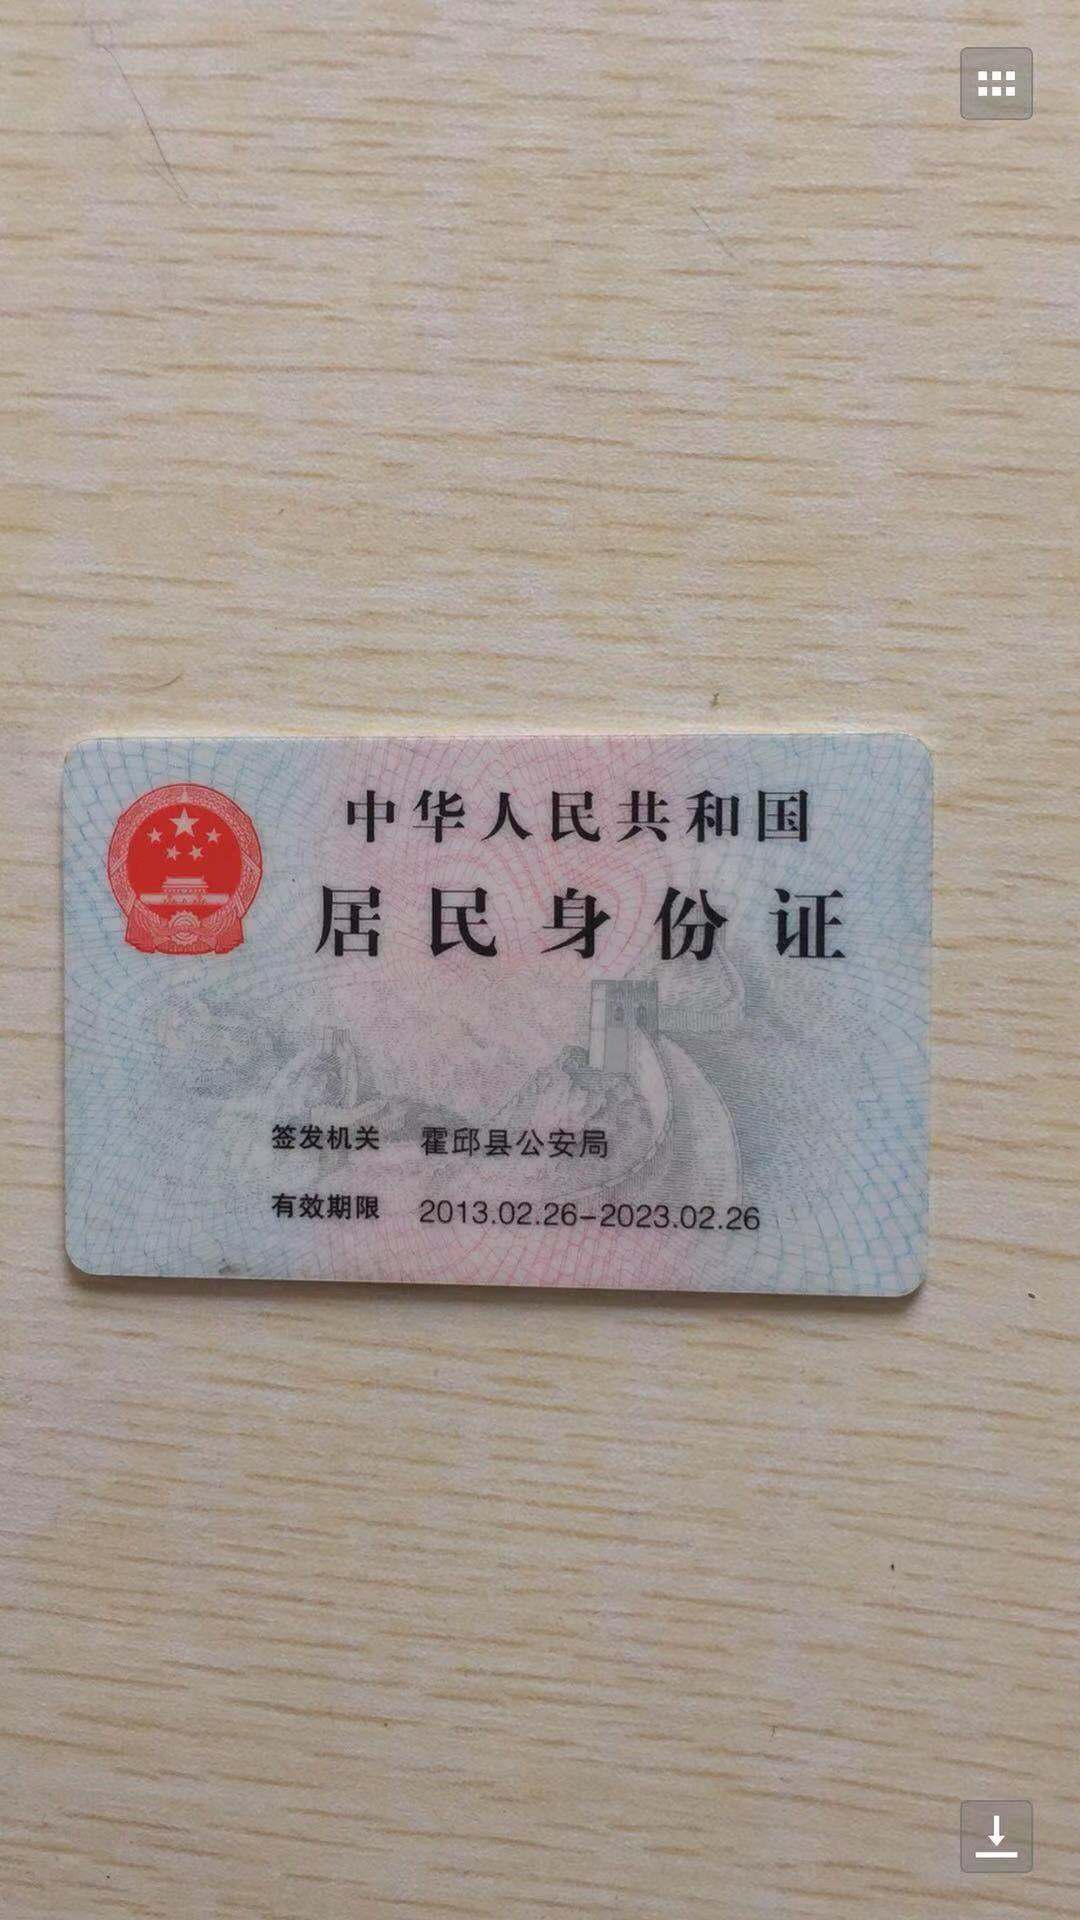 中华人民共和国
居民身份证
签发机关 霍邱县公安局
有效期限 2013.02.26-2023.02.26